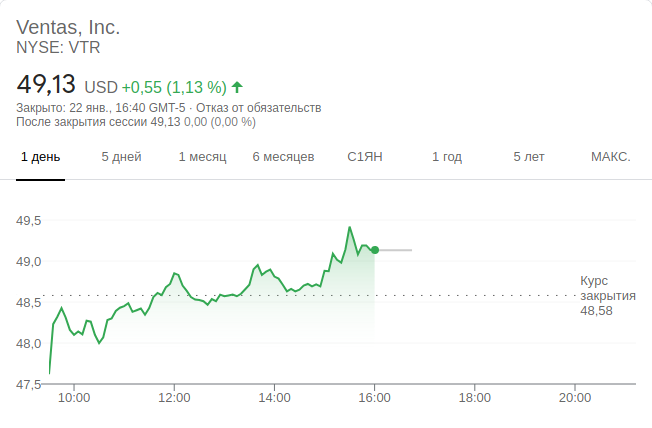 Ventas, Inc.
NYSE: VTR
49,13 USD +0,55 (1,13 %)
Закрыто: 22 янв., 16:40 GMT-5 · Отказ от обязательств
После закрытия сессии 49,13 0,00 (0,00 %)
1 день 5 дней 1 месяц 6 месяцев С1ЯН 1 год 5 лет МАКС.
49,5
49,0
48,5
48,0
47,5
Курс
закрытия
48,58
10:00 12:00 14:00 16:00 18:00 20:00